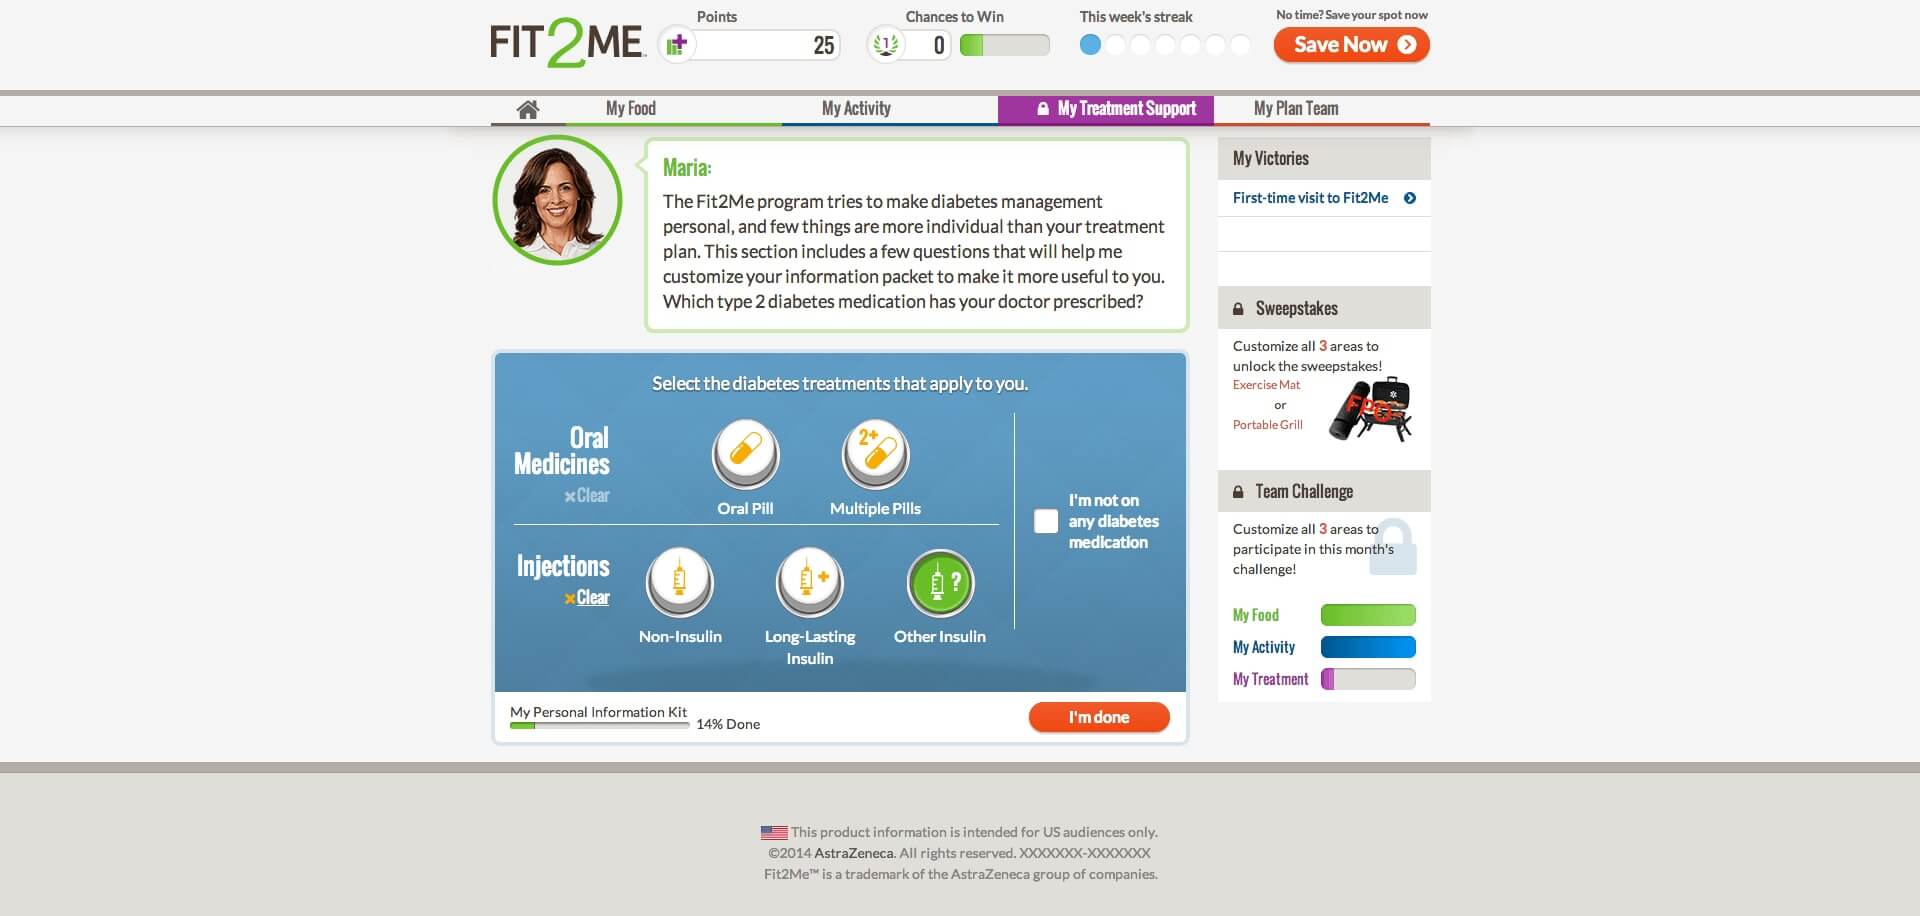 FIT2ME
Points
25
Chances to Win
1
0
This week's streak
No time? Save your spot now
Save Now
My Food
My Activity
My Treatment Support
My Plan Team
Maria:
The Fit2Me program tries to make diabetes management
personal, and few things are more individual than your treatment
plan. This section includes a few questions that will help me
customize your information packet to make it more useful to you.
Which type 2 diabetes medication has your doctor prescribed?
Select the diabetes treatments that apply to you.
Oral
Medicines
Clear
2+
Oral Pill
Multiple Pills
Injections
Clear
+
?
Non-Insulin
Long-Lasting
Insulin
Other Insulin
I'm not on
any diabetes
medication
My Personal Information Kit
14% Done
I'm done
My Victories
First-time visit to Fit2Me
Sweepstakes
Customize all 3 areas to
unlock the sweepstakes!
Exercise Mat
or
Portable Grill
FPO
Team Challenge
Customize all 3 areas to
participate in this month's
challenge!
My Food
My Activity
My Treatment
This product information is intended for US audiences only.
©2014 AstraZeneca. All rights reserved. XXXXXXX-XXXXXXX
Fit2Me™ is a trademark of the AstraZeneca group of companies.